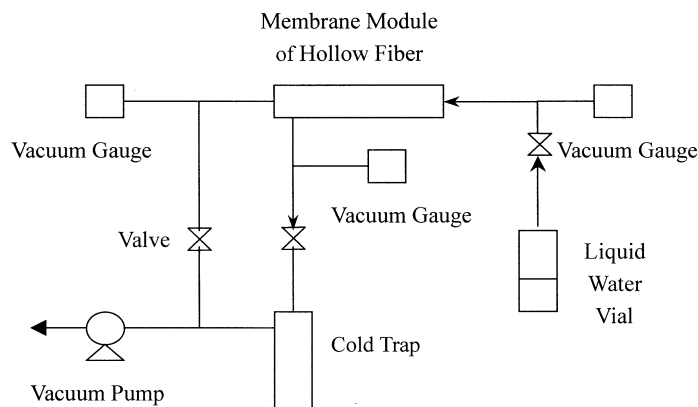 Membrane Module
of Hollow Fiber
Vacuum Gauge
Vacuum Gauge
Vacuum Gauge
Valve
Liquid
Water
Vial
Cold Trap
Vacuum Pump